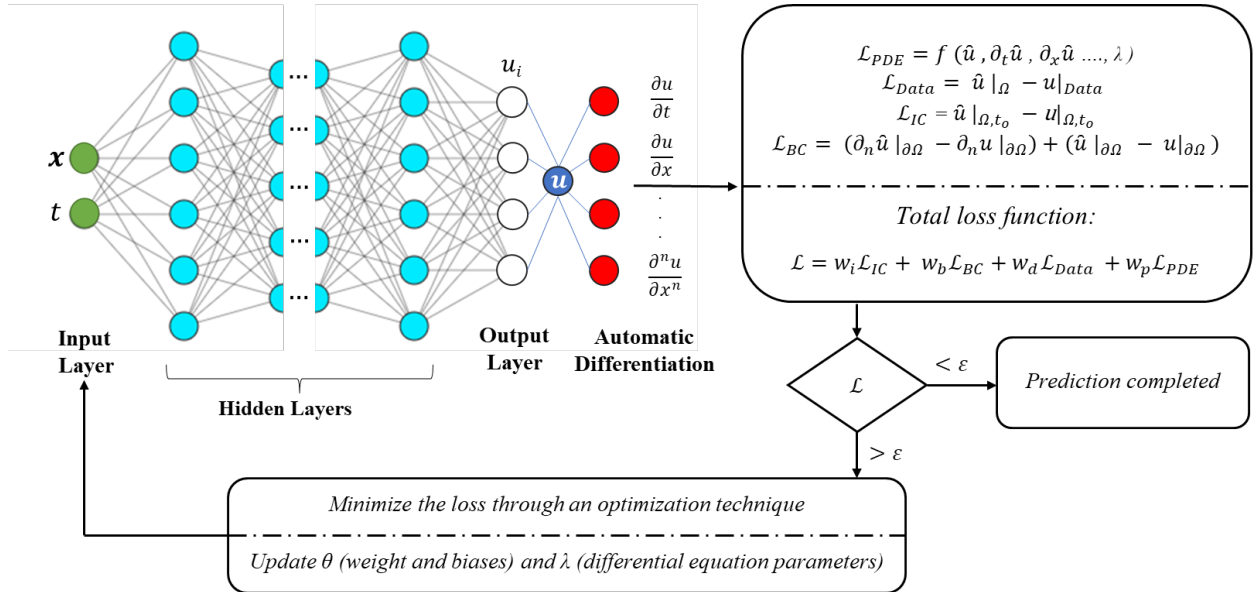 x
t
...
...
...
...
...
u_i
u
∂u/∂t
∂u/∂x
.
.
.
∂ⁿu/∂xⁿ
Input
Layer
Hidden Layers
Output
Layer
Automatic
Differentiation
ℒ_PDE = f (û , ∂_t û , ∂_x û ...., λ)
ℒ_Data = û |_Ω − u|_Data
ℒ_IC = û |_{Ω,t_o} − u|_{Ω,t_o}
ℒ_BC = (∂_n û |_∂Ω − ∂_n u |_∂Ω) + (û |_∂Ω − u|_∂Ω )
Total loss function:
ℒ = w_i ℒ_IC + w_b ℒ_BC + w_d ℒ_Data + w_p ℒ_PDE
ℒ
< ε
Prediction completed
> ε
Minimize the loss through an optimization technique
Update θ (weight and biases) and λ (differential equation parameters)